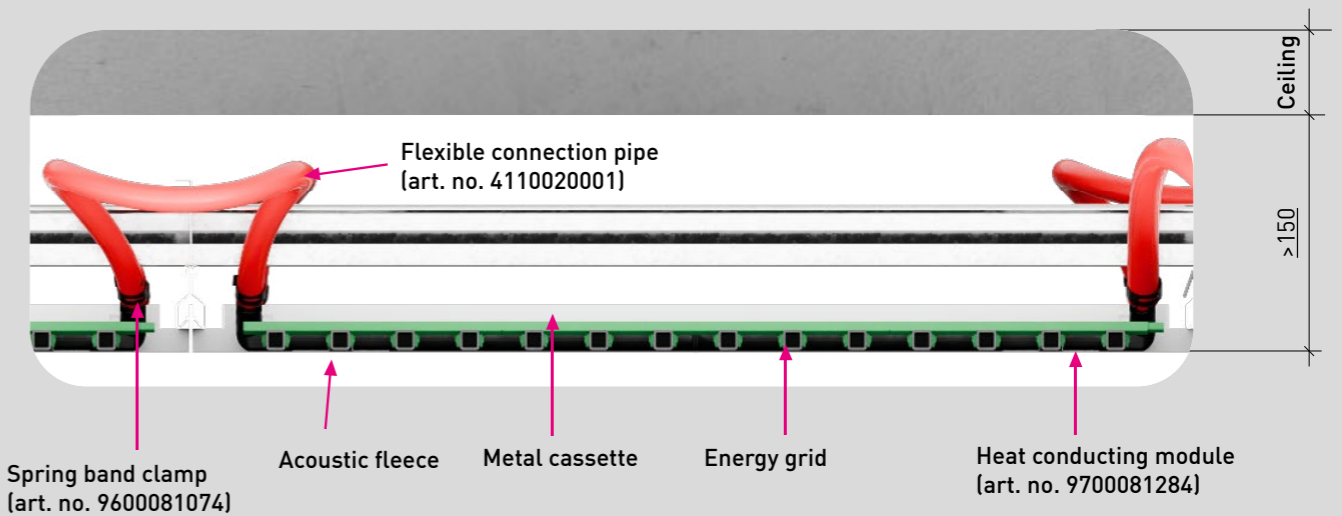 Ceiling
Flexible connection pipe
(art. no. 4110020001)
>150
Spring band clamp
(art. no. 9600081074)
Acoustic fleece
Metal cassette
Energy grid
Heat conducting module
(art. no. 9700081284)